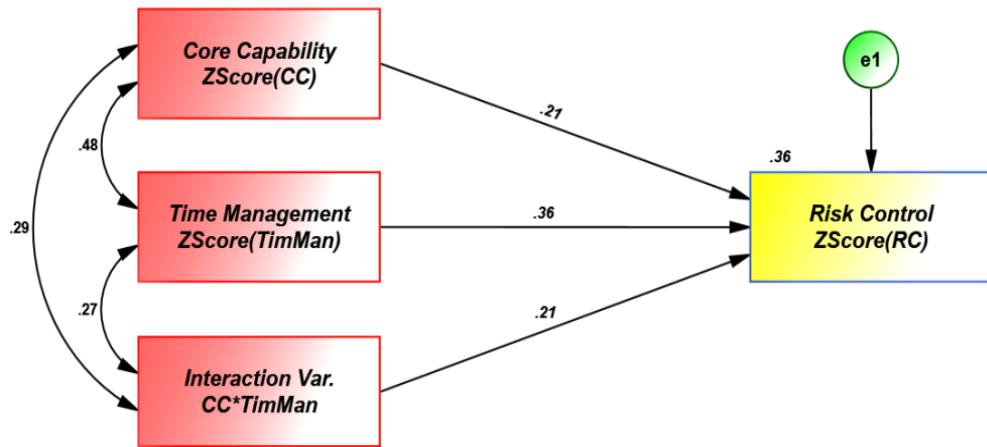 Core Capability
ZScore(CC)
e1
.21
.48
.36
Time Management
ZScore(TimMan)
.36
Risk Control
ZScore(RC)
.29
.27
.21
Interaction Var.
CC*TimMan